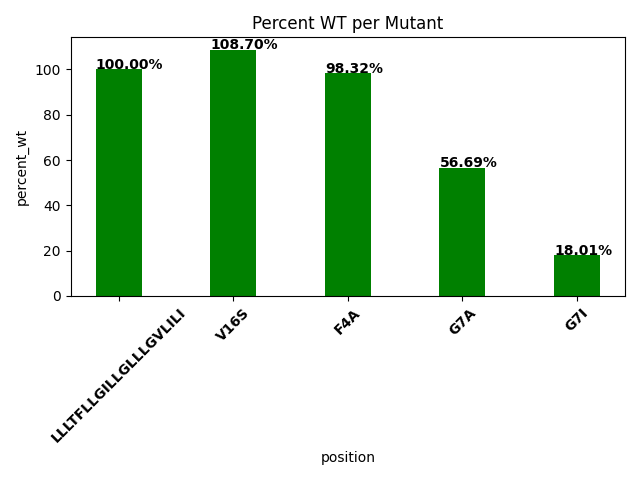 Percent WT per Mutant
percent_wt
100
80
60
40
20
0
100.00%
108.70%
98.32%
56.69%
18.01%
LLLTFLLGILLGLLLGVLILI
V16S
F4A
G7A
G7I
position